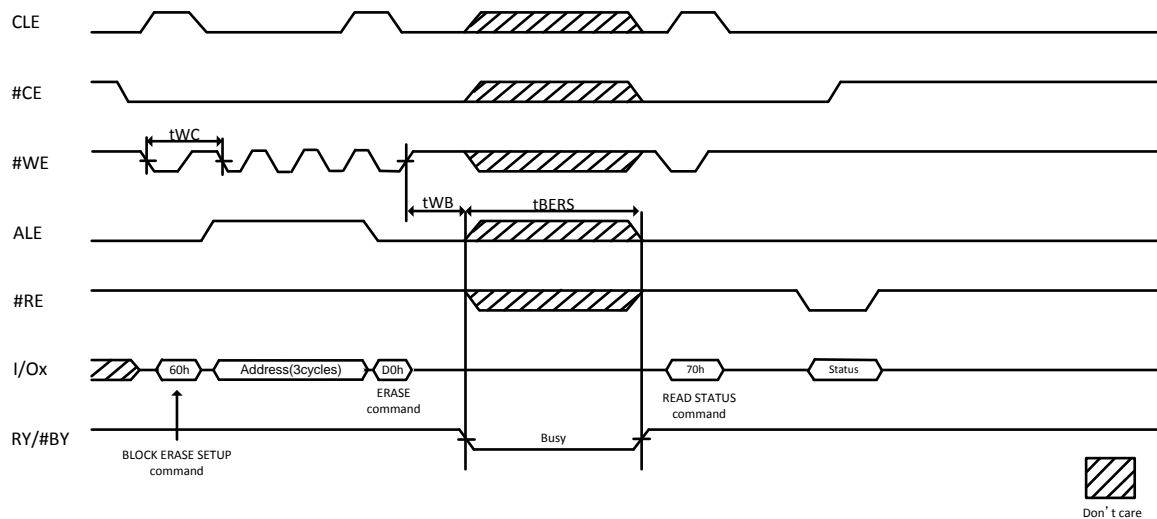 CLE
#CE
tWC
#WE
tWB
tBERS
ALE
#RE
I/Ox
60h
Address(3cycles)
D0h
70h
Status
ERASE
command
READ STATUS
command
RY/#BY
Busy
BLOCK ERASE SETUP
command
Don’t care